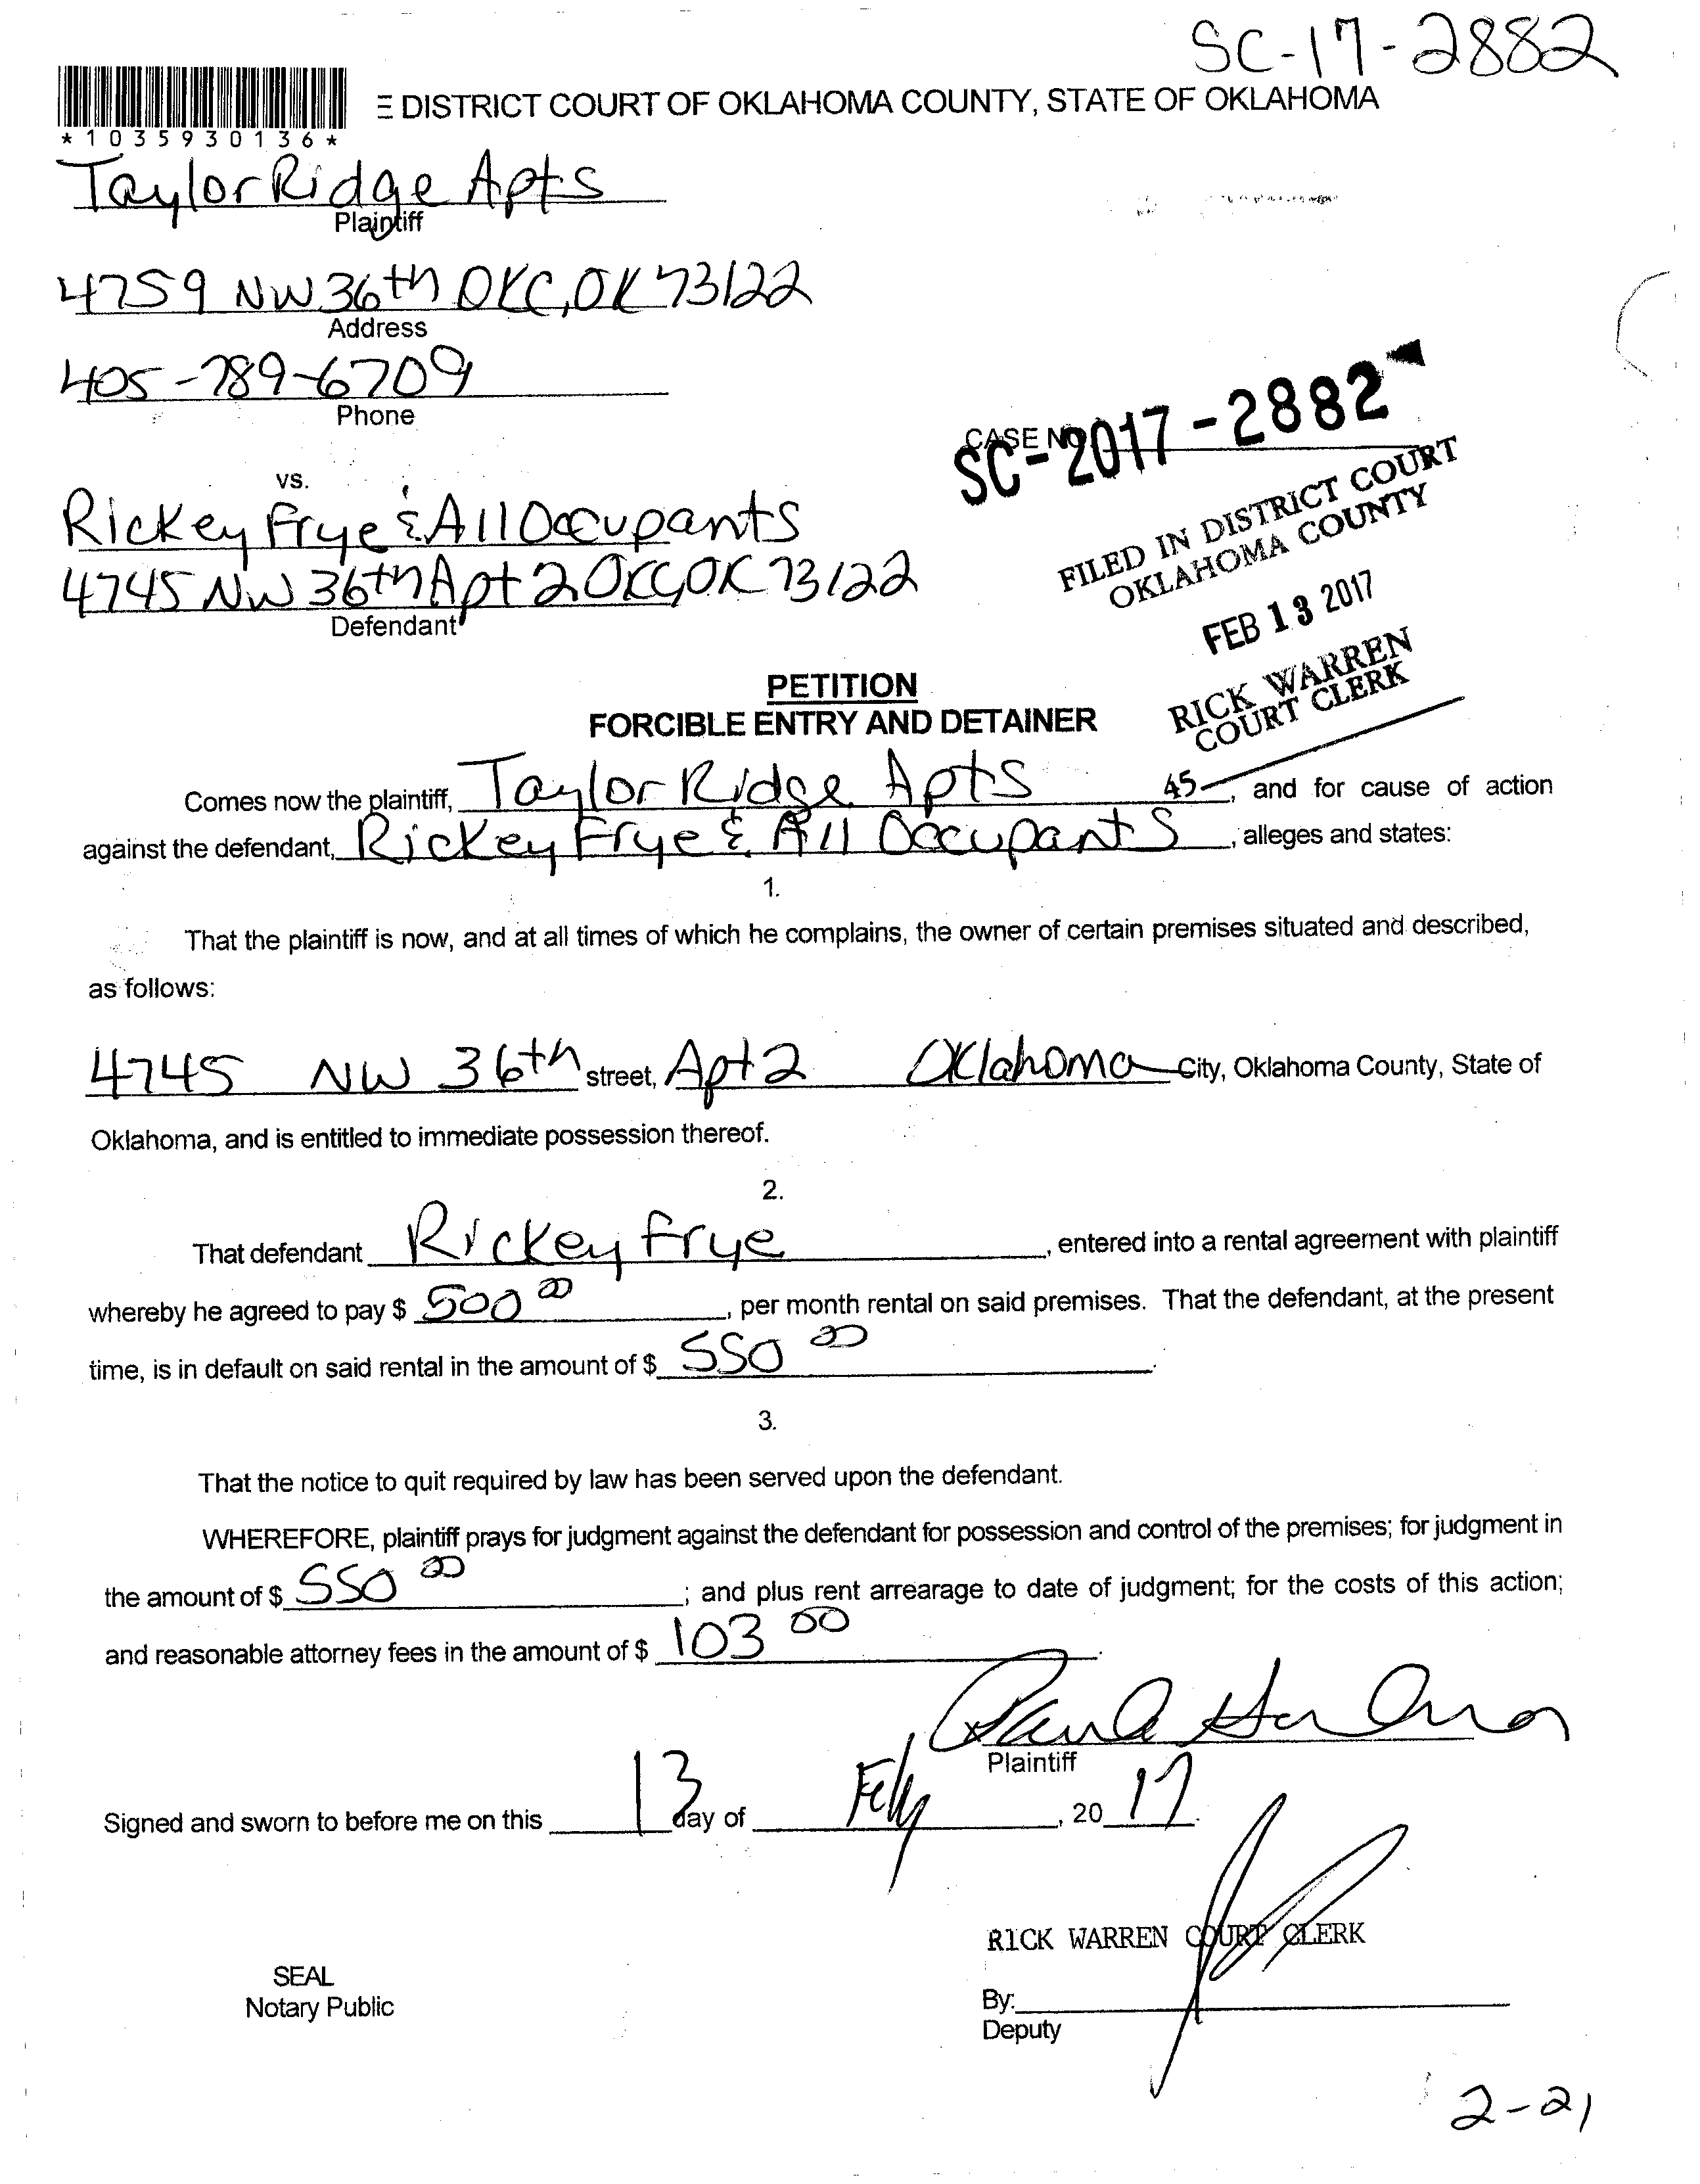 SC-17-2882
E DISTRICT COURT OF OKLAHOMA COUNTY, STATE OF OKLAHOMA
*1035930136*
Taylor Ridge Apts
Plaintiff
4759 NW 36th OKC, OK 73122
Address
405-789-6709
Phone
CASE NO.
SC-2017-2882
vs.
FILED IN DISTRICT COURT
OKLAHOMA COUNTY
FEB 13 2017
RICK WARREN
COURT CLERK
45
Rickey Frye & All Occupants
4745 NW 36th Apt 2 OKC, OK 73122
Defendant
PETITION
FORCIBLE ENTRY AND DETAINER
Comes now the plaintiff, Taylor Ridge Apts, and for cause of action
against the defendant, Rickey Frye & All Occupants, alleges and states:
1.
That the plaintiff is now, and at all times of which he complains, the owner of certain premises situated and described,
as follows:
4745 NW 36th street, Apt 2 Oklahoma City, Oklahoma County, State of
Oklahoma, and is entitled to immediate possession thereof.
2.
That defendant Rickey Frye, entered into a rental agreement with plaintiff
whereby he agreed to pay $ 500 00, per month rental on said premises. That the defendant, at the present
time, is in default on said rental in the amount of $ 550 00.
3.
That the notice to quit required by law has been served upon the defendant.
WHEREFORE, plaintiff prays for judgment against the defendant for possession and control of the premises; for judgment in
the amount of $ 550 00; and plus rent arrearage to date of judgment; for the costs of this action;
and reasonable attorney fees in the amount of $ 103 00.
Plaintiff
Signed and sworn to before me on this 13 day of Feb, 2017.
RICK WARREN COURT CLERK
SEAL
Notary Public
By:
Deputy
2-21